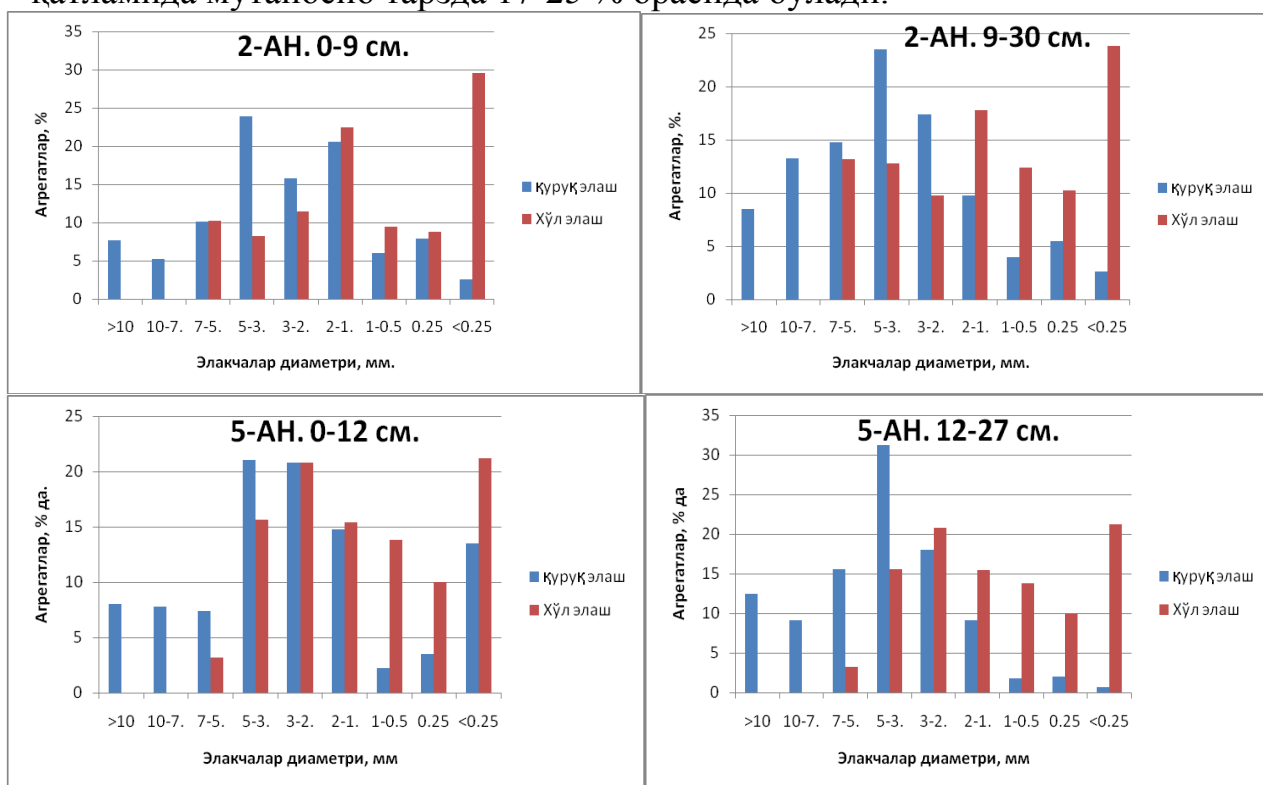 қатламида мутаносиб тарзда 17-25 % орасида бўлади.
2-АН. 0-9 см.
35
30
25
20
15
10
5
0
Агрегатлар, %
>10 10-7. 7-5. 5-3. 3-2. 2-1. 1-0.5 0.25 <0.25
Элакчалар диаметри, мм.
қуруқ элаш
Хўл элаш
2-АН. 9-30 см.
25
20
15
10
5
0
Агрегатлар, %.
>10 10-7. 7-5. 5-3. 3-2. 2-1. 1-0.5 0.25 <0.25
Элакчалар диаметри, мм.
қуруқ элаш
Хўл элаш
5-АН. 0-12 см.
25
20
15
10
5
0
Агрегатлар, % да.
>10 10-7. 7-5. 5-3. 3-2. 2-1. 1-0.5 0.25 <0.25
Элакчалар диаметри, мм
қуруқ элаш
Хўл элаш
5-АН. 12-27 см.
35
30
25
20
15
10
5
0
Агрегатлар, % да
>10 10-7. 7-5. 5-3. 3-2. 2-1. 1-0.5 0.25 <0.25
Элакчалар диаметри, мм
қуруқ элаш
Хўл элаш